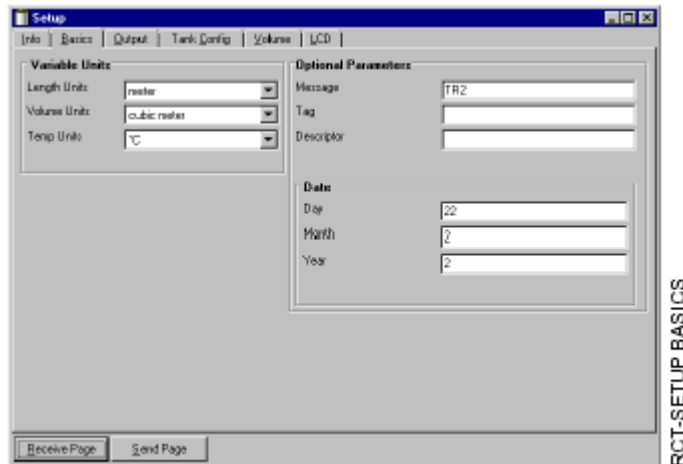 Setup
Info Basics Output Tank Config Volume LCD
Variable Units
Length Units meter
Volume Units cubic meter
Temp Units °C
Optional Parameters
Message TR2
Tag
Descriptor
Date
Day 22
Month 2
Year 2
Receive Page Send Page
RCT-SETUP BASICS